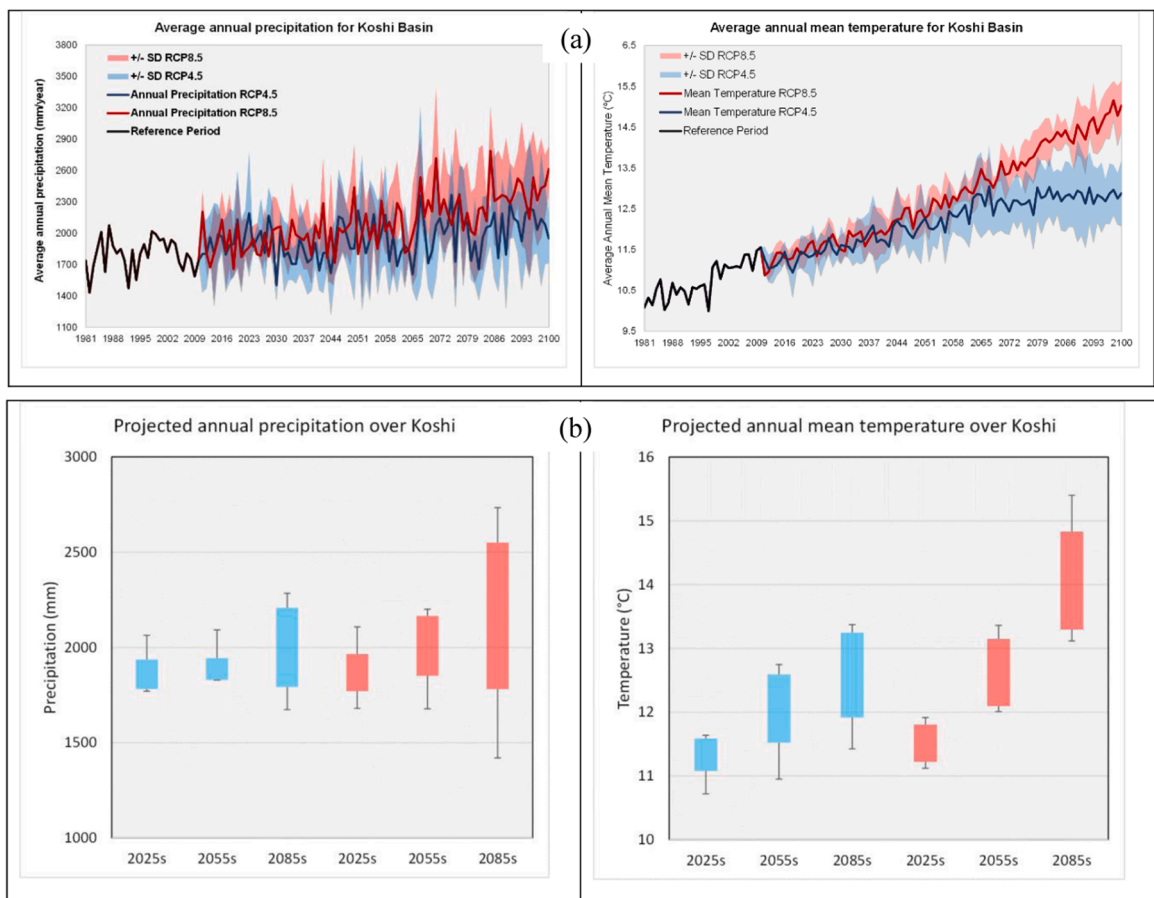 Average annual precipitation for Koshi Basin
Average annual precipitation (mm/year)
3800
3500
3200
2900
2600
2300
2000
1700
1400
1100
+/- SD RCP8.5
+/- SD RCP4.5
Annual Precipitation RCP4.5
Annual Precipitation RCP8.5
Reference Period
1981 1988 1995 2002 2009 2016 2023 2030 2037 2044 2051 2058 2065 2072 2079 2086 2093 2100
(a)
Average annual mean temperature for Koshi Basin
Average Annual Mean Temperature (°C)
6.5
14.5
13.5
12.5
11.5
10.5
9.5
+/- SD RCP8.5
+/- SD RCP4.5
Mean Temperature RCP8.5
Mean Temperature RCP4.5
Reference Period
1981 1988 1995 2002 2009 2016 2023 2030 2037 2044 2051 2058 2065 2072 2079 2086 2093 2100
Projected annual precipitation over Koshi
Precipitation (mm)
3000
2500
2000
1500
1000
2025s 2055s 2085s 2025s 2055s 2085s
(b)
Projected annual mean temperature over Koshi
Temperature (°C)
16
15
14
13
12
11
10
2025s 2055s 2085s 2025s 2055s 2085s